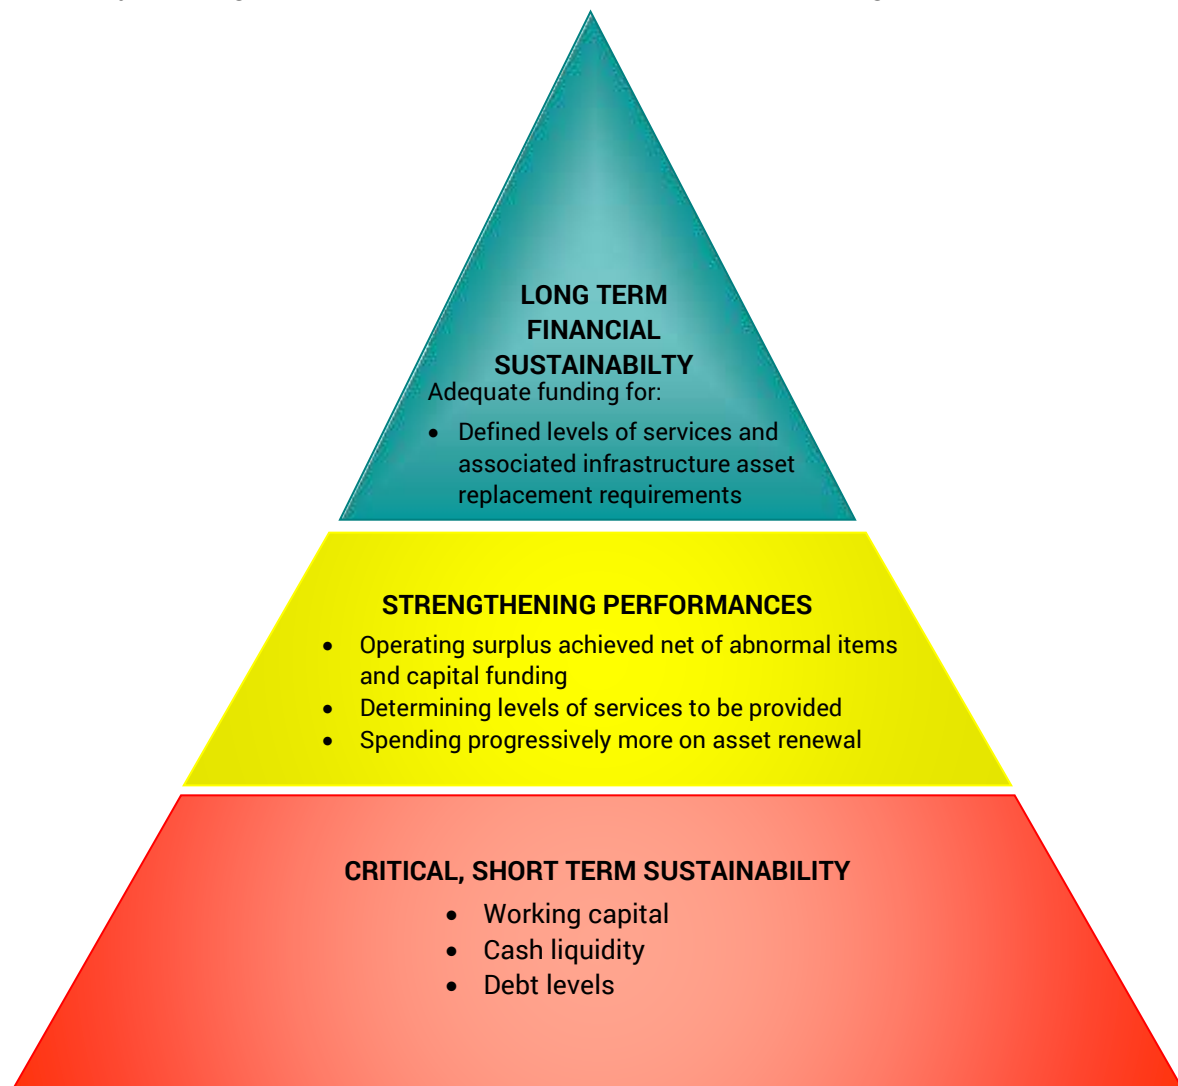 LONG TERM
FINANCIAL
SUSTAINABILTY
Adequate funding for:
• Defined levels of services and
associated infrastructure asset
replacement requirements
STRENGTHENING PERFORMANCES
• Operating surplus achieved net of abnormal items
and capital funding
• Determining levels of services to be provided
• Spending progressively more on asset renewal
CRITICAL, SHORT TERM SUSTAINABILITY
• Working capital
• Cash liquidity
• Debt levels